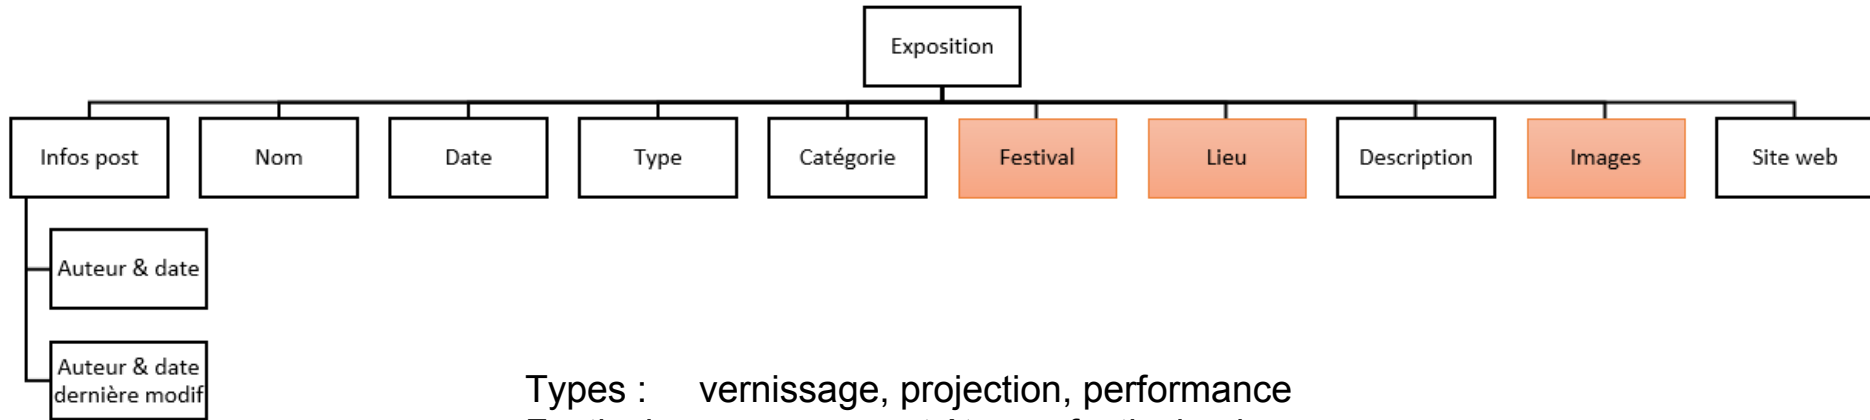 Exposition
Infos post
Nom
Date
Type
Catégorie
Festival
Lieu
Description
Images
Site web
Auteur & date
Auteur & date
dernière modif
Types : vernissage, projection, performance